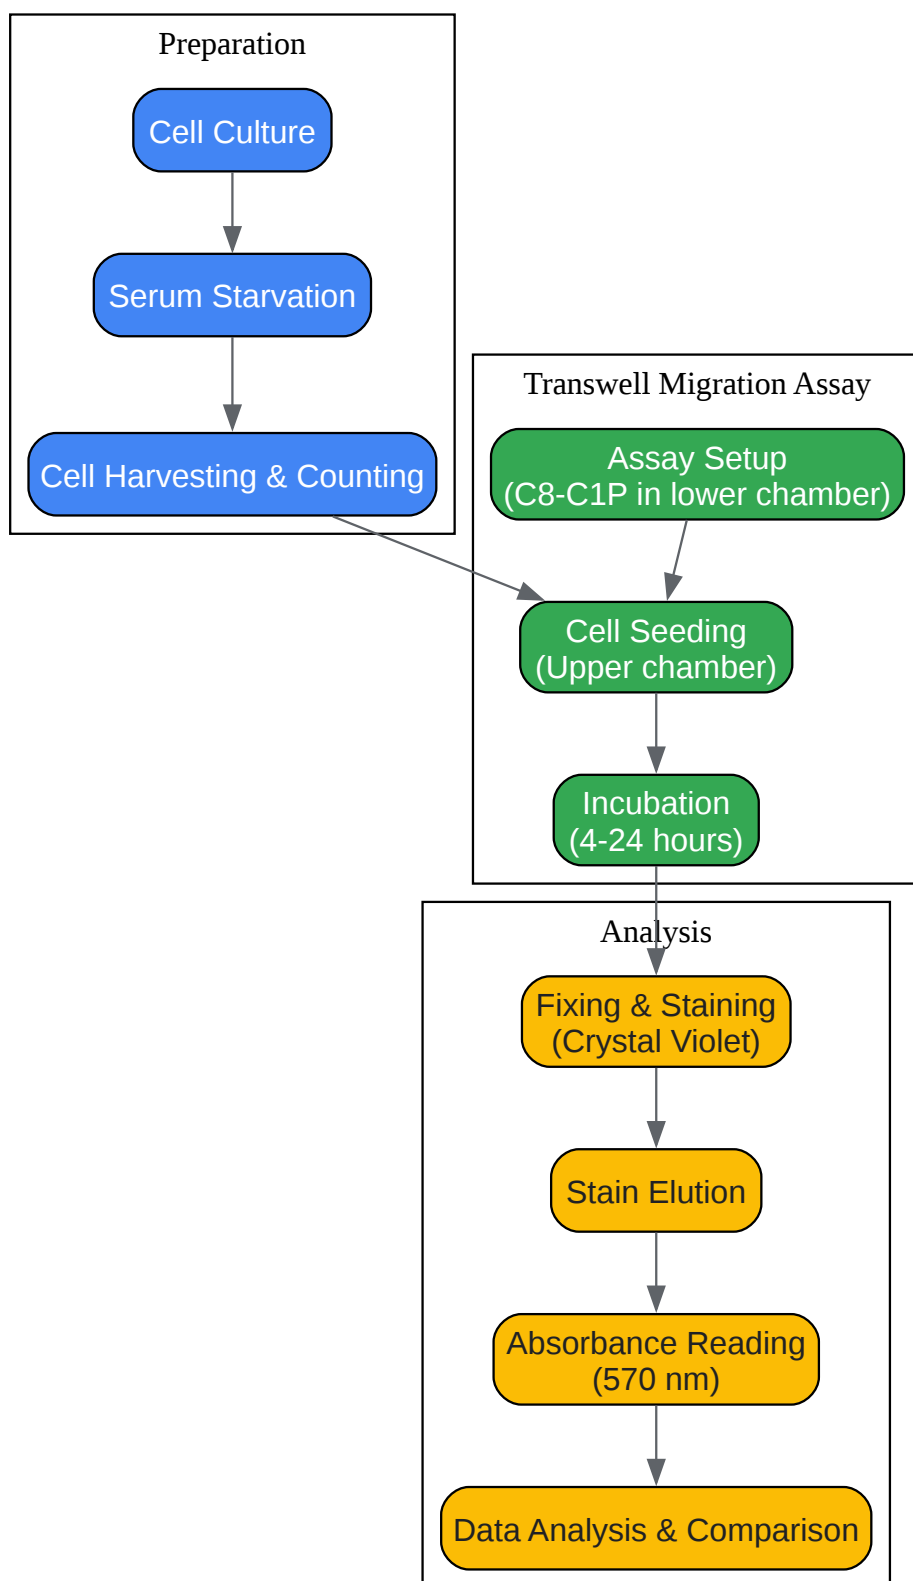 Preparation
Cell Culture
Serum Starvation
Cell Harvesting & Counting
Transwell Migration Assay
Assay Setup
(C8-C1P in lower chamber)
Cell Seeding
(Upper chamber)
Incubation
(4-24 hours)
Analysis
Fixing & Staining
(Crystal Violet)
Stain Elution
Absorbance Reading
(570 nm)
Data Analysis & Comparison